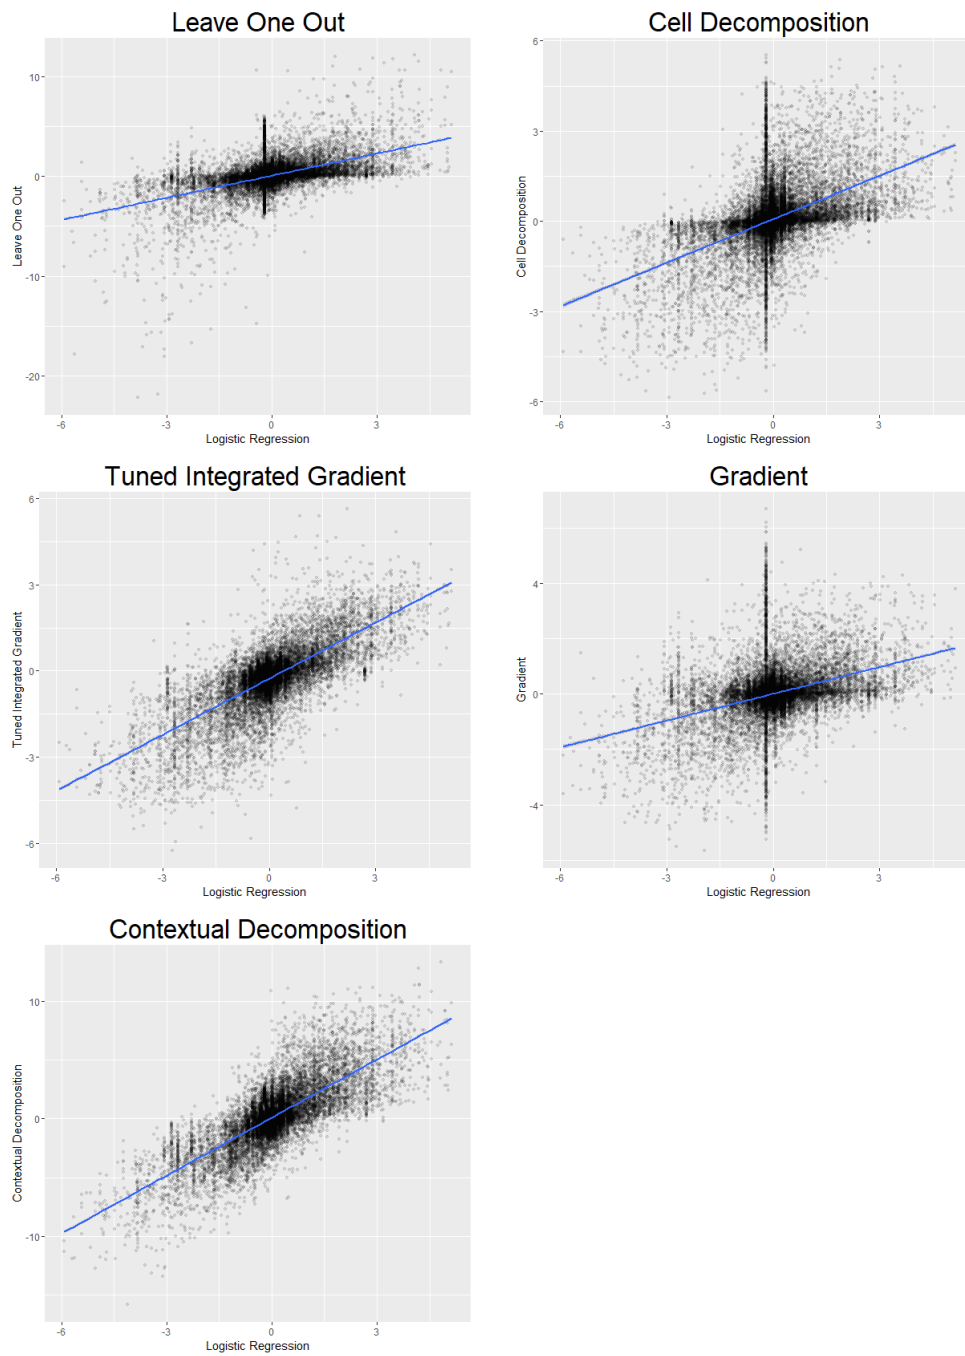 Leave One Out
10
0
-10
-20
Leave One Out
-6
-3
0
3
Logistic Regression
Cell Decomposition
6
3
0
-3
-6
Cell Decomposition
-6
-3
0
3
Logistic Regression
Tuned Integrated Gradient
6
3
0
-3
-6
Tuned Integrated Gradient
-6
-3
0
3
Logistic Regression
Gradient
4
0
-4
Gradient
-6
-3
0
3
Logistic Regression
Contextual Decomposition
10
0
-10
Contextual Decomposition
-6
-3
0
3
Logistic Regression